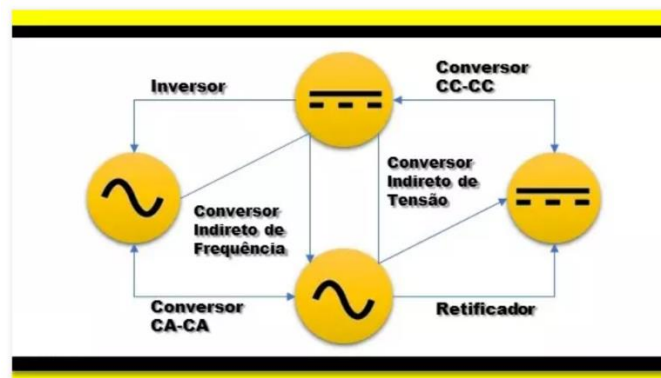 Inversor
Conversor
CC-CC
Conversor
Indireto de
Tensão
Conversor
Indireto de
Frequência
Conversor
CA-CA
Retificador